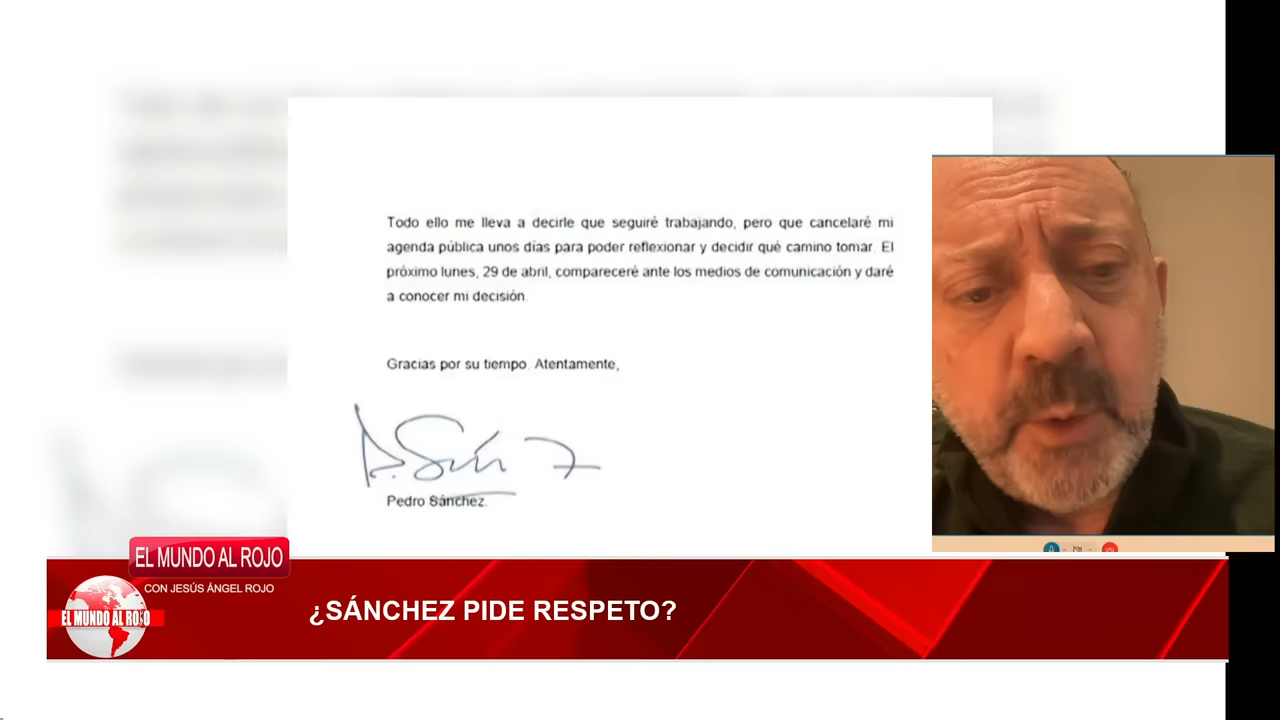 Todo ello me lleva a decirle que seguiré trabajando, pero que cancelaré mi
agenda pública unos días para poder reflexionar y decidir qué camino tomar. El
próximo lunes, 29 de abril, compareceré ante los medios de comunicación y daré
a conocer mi decisión.
Gracias por su tiempo. Atentamente,
Pedro Sánchez.
EL MUNDO AL ROJO
CON JESÚS ÁNGEL ROJO
EL MUNDO AL ROJO
¿SÁNCHEZ PIDE RESPETO?